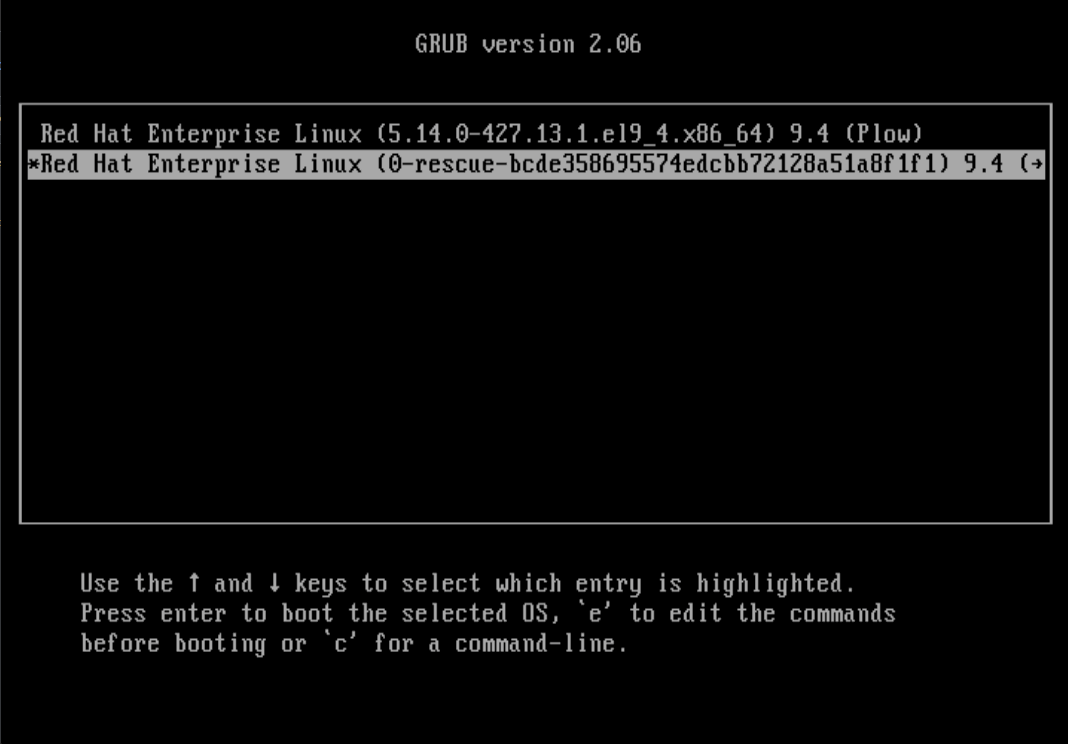 GRUB version 2.06
Red Hat Enterprise Linux (5.14.0-427.13.1.el9_4.x86_64) 9.4 (Plow)
*Red Hat Enterprise Linux (0-rescue-bcde358695574edcbb72128a51a8f1f1) 9.4 (→
Use the ↑ and ↓ keys to select which entry is highlighted.
Press enter to boot the selected OS, `e' to edit the commands
before booting or `c' for a command-line.